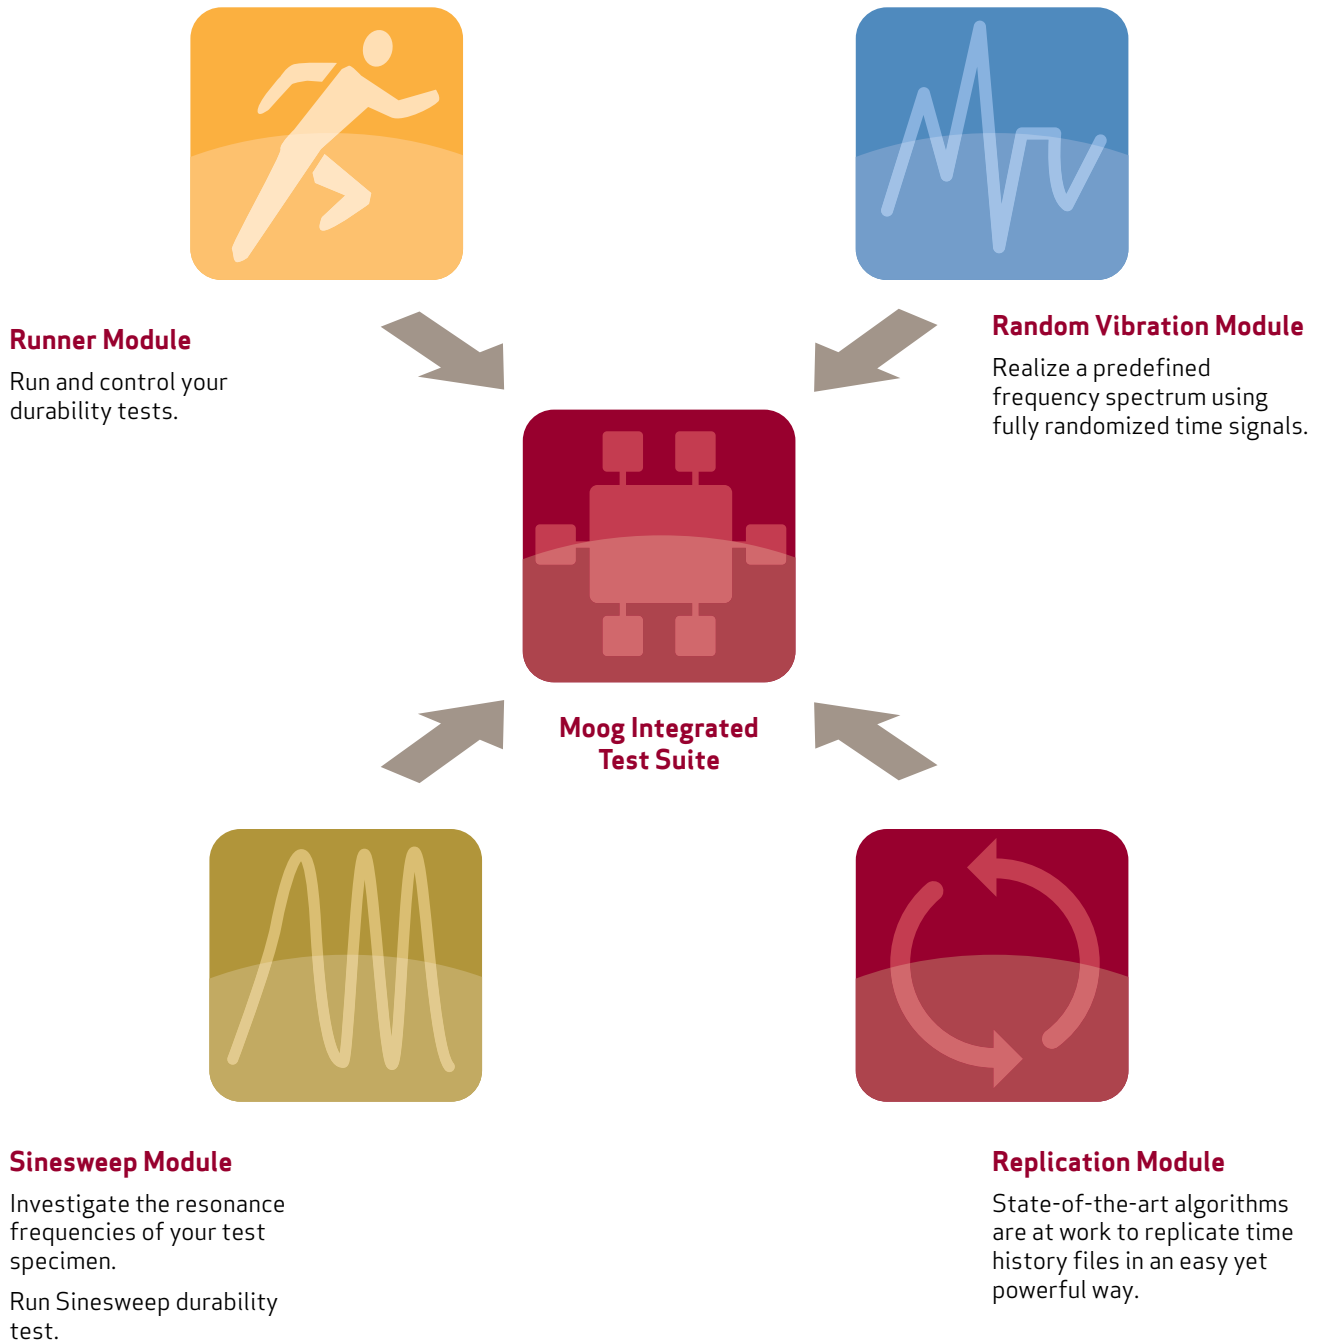 Runner Module
Run and control your
durability tests.
Random Vibration Module
Realize a predefined
frequency spectrum using
fully randomized time signals.
Moog Integrated
Test Suite
Sinesweep Module
Investigate the resonance
frequencies of your test
specimen.
Run Sinesweep durability
test.
Replication Module
State-of-the-art algorithms
are at work to replicate time
history files in an easy yet
powerful way.